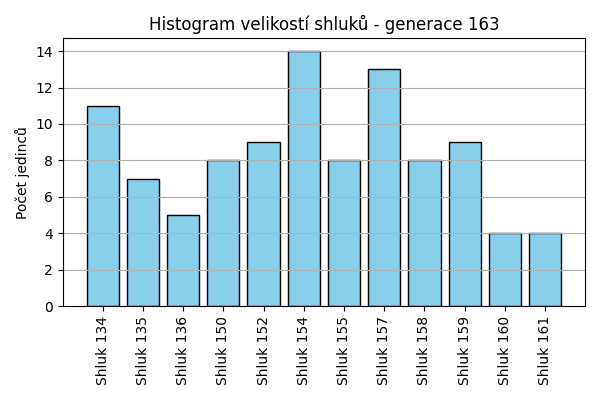 Histogram velikostí shluků - generace 163
Počet jedinců
14
12
10
8
6
4
2
0
Shluk 134
Shluk 135
Shluk 136
Shluk 150
Shluk 152
Shluk 154
Shluk 155
Shluk 157
Shluk 158
Shluk 159
Shluk 160
Shluk 161